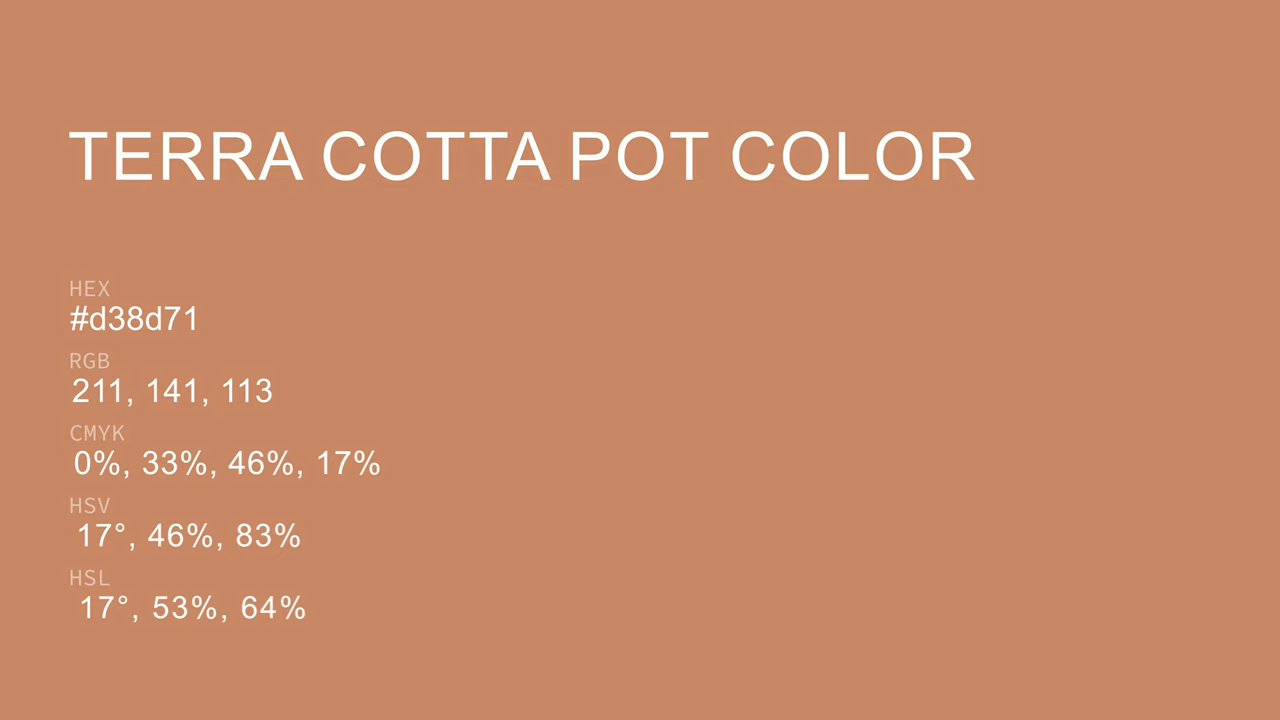 TERRA COTTA POT COLOR
HEX
#d38d71
RGB
211, 141, 113
CMYK
0%, 33%, 46%, 17%
HSV
17°, 46%, 83%
HSL
17°, 53%, 64%